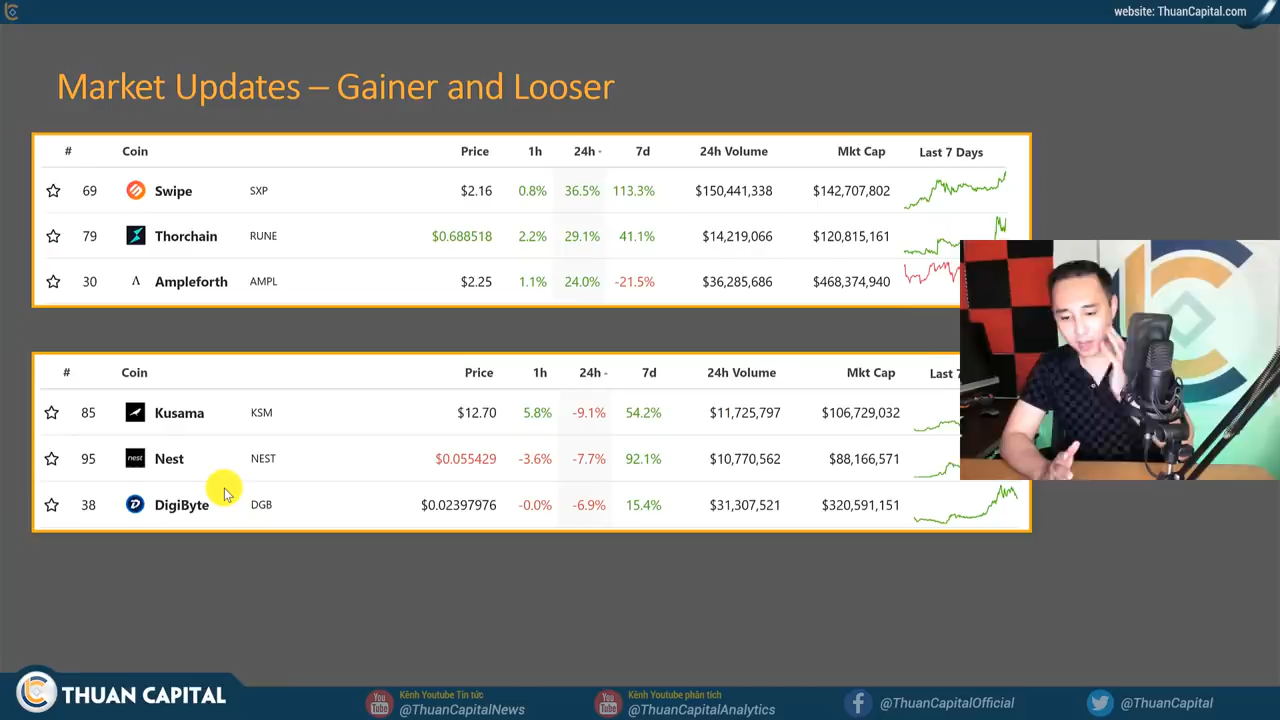 website: ThuanCapital.com
Market Updates – Gainer and Looser
# Coin Price 1h 24h 7d 24h Volume Mkt Cap Last 7 Days
69 Swipe SXP $2.16 0.8% 36.5% 113.3% $150,441,338 $142,707,802
79 Thorchain RUNE $0.688518 2.2% 29.1% 41.1% $14,219,066 $120,815,161
30 Ampleforth AMPL $2.25 1.1% 24.0% -21.5% $36,285,686 $468,374,940
# Coin Price 1h 24h 7d 24h Volume Mkt Cap Last 7
85 Kusama KSM $12.70 5.8% -9.1% 54.2% $11,725,797 $106,729,032
95 nest Nest NEST $0.055429 -3.6% -7.7% 92.1% $10,770,562 $88,166,571
38 DigiByte DGB $0.02397976 -0.0% -6.9% 15.4% $31,307,521 $320,591,151
THUAN CAPITAL
You Tube
Kênh Youtube Tin tức
@ThuanCapitalNews
You Tube
Kênh Youtube phân tích
@ThuanCapitalAnalytics
@ThuanCapitalOfficial
@ThuanCapital